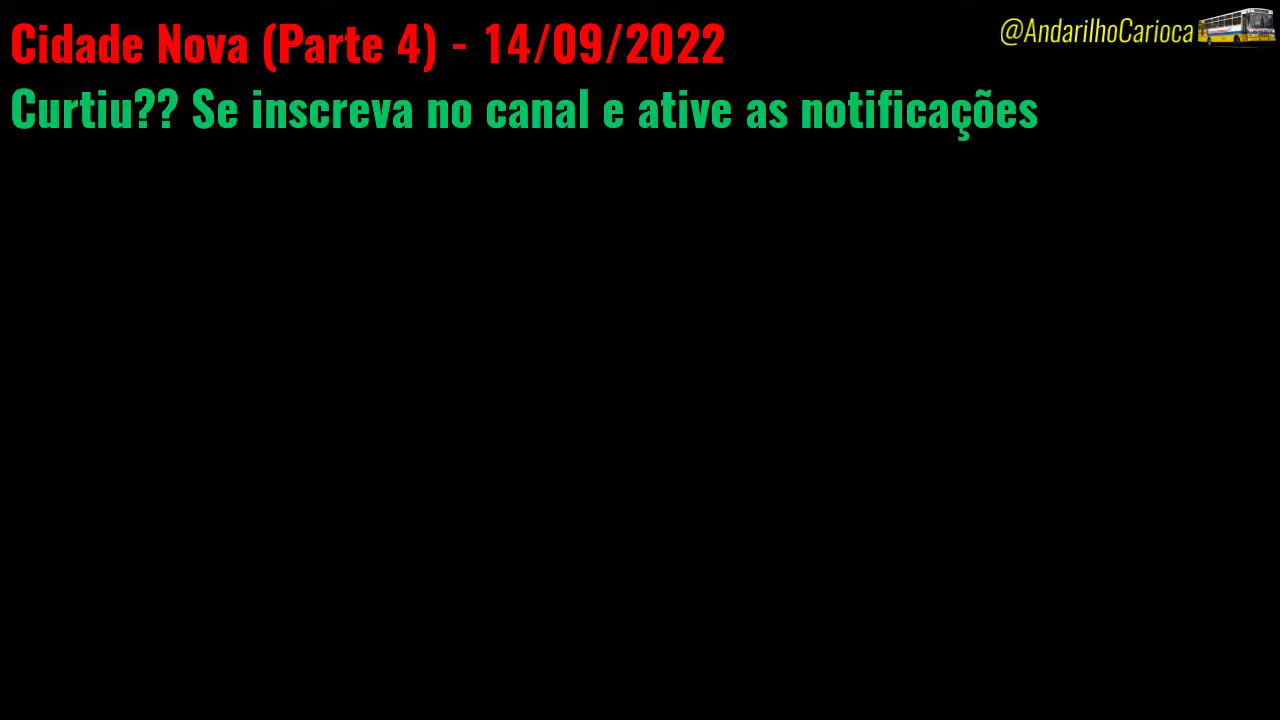 Cidade Nova (Parte 4) - 14/09/2022
@AndarilhoCarioca
Curtiu?? Se inscreva no canal e ative as notificações